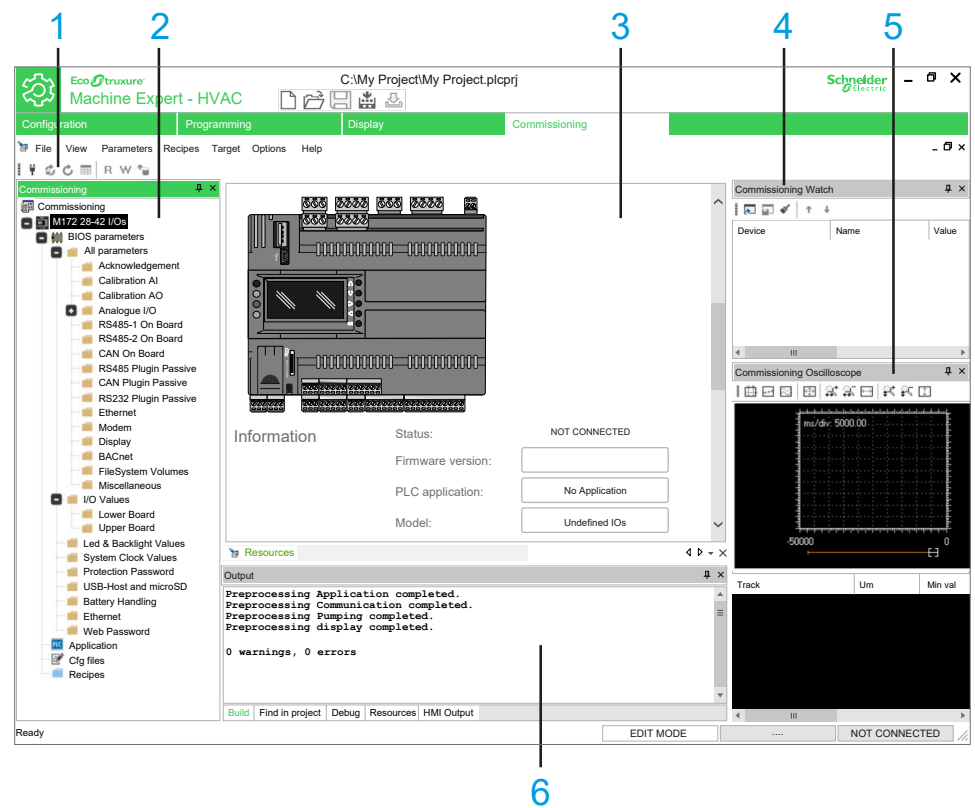 1 2 3 4 5
EcoStruxure
Machine Expert - HVAC
C:\My Project\My Project.plcprj
Schneider
Electric
Configuration Programming Display Commissioning
File View Parameters Recipes Target Options Help
R W
Commissioning
Commissioning
M172 28-42 I/Os
BIOS parameters
All parameters
Acknowledgement
Calibration AI
Calibration AO
Analogue I/O
RS485-1 On Board
RS485-2 On Board
CAN On Board
RS485 Plugin Passive
CAN Plugin Passive
RS232 Plugin Passive
Ethernet
Modem
Display
BACnet
FileSystem Volumes
Miscellaneous
I/O Values
Lower Board
Upper Board
Led & Backlight Values
System Clock Values
Protection Password
USB-Host and microSD
Battery Handling
Ethernet
Web Password
Application
Cfg files
Recipes
Information
Status: NOT CONNECTED
Firmware version:
PLC application: No Application
Model: Undefined IOs
Resources
Output
Preprocessing Application completed.
Preprocessing Communication completed.
Preprocessing Pumping completed.
Preprocessing display completed.
0 warnings, 0 errors
Build Find in project Debug Resources HMI Output
Commissioning Watch
Device Name Value
Commissioning Oscilloscope
ms/div: 5000.00
-50000 0
Track Um Min val
Ready EDIT MODE .... NOT CONNECTED
6